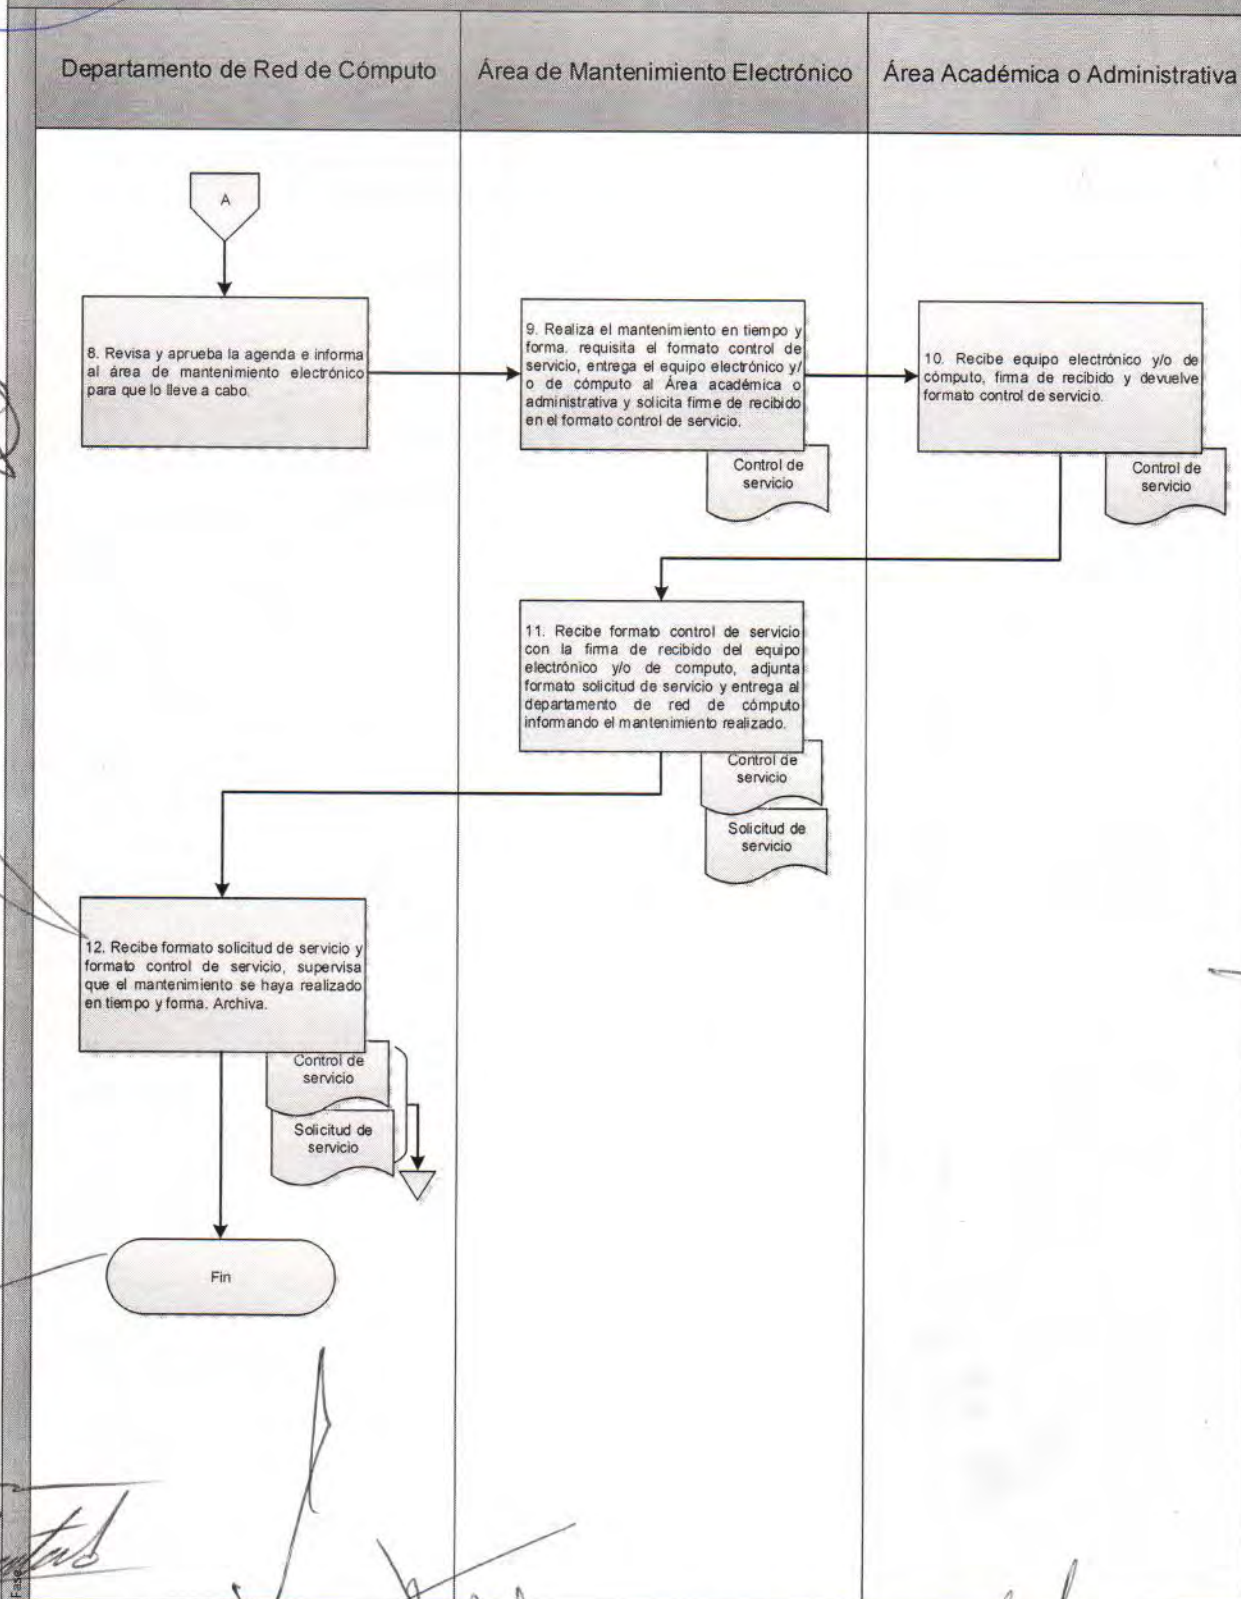 Departamento de Red de Cómputo
Área de Mantenimiento Electrónico
Área Académica o Administrativa
A
8. Revisa y aprueba la agenda e informa
al área de mantenimiento electrónico
para que lo lleve a cabo.
9. Realiza el mantenimiento en tiempo y
forma. requisita el formato control de
servicio, entrega el equipo electrónico y/
o de cómputo al Área académica o
administrativa y solicita firme de recibido
en el formato control de servicio.
Control de
servicio
10. Recibe equipo electrónico y/o de
cómputo, firma de recibido y devuelve
formato control de servicio.
Control de
servicio
11. Recibe formato control de servicio
con la firma de recibido del equipo
electrónico y/o de computo, adjunta
formato solicitud de servicio y entrega al
departamento de red de cómputo
informando el mantenimiento realizado.
Control de
servicio
Solicitud de
servicio
12. Recibe formato solicitud de servicio y
formato control de servicio, supervisa
que el mantenimiento se haya realizado
en tiempo y forma. Archiva.
Control de
servicio
Solicitud de
servicio
Fin
Fase